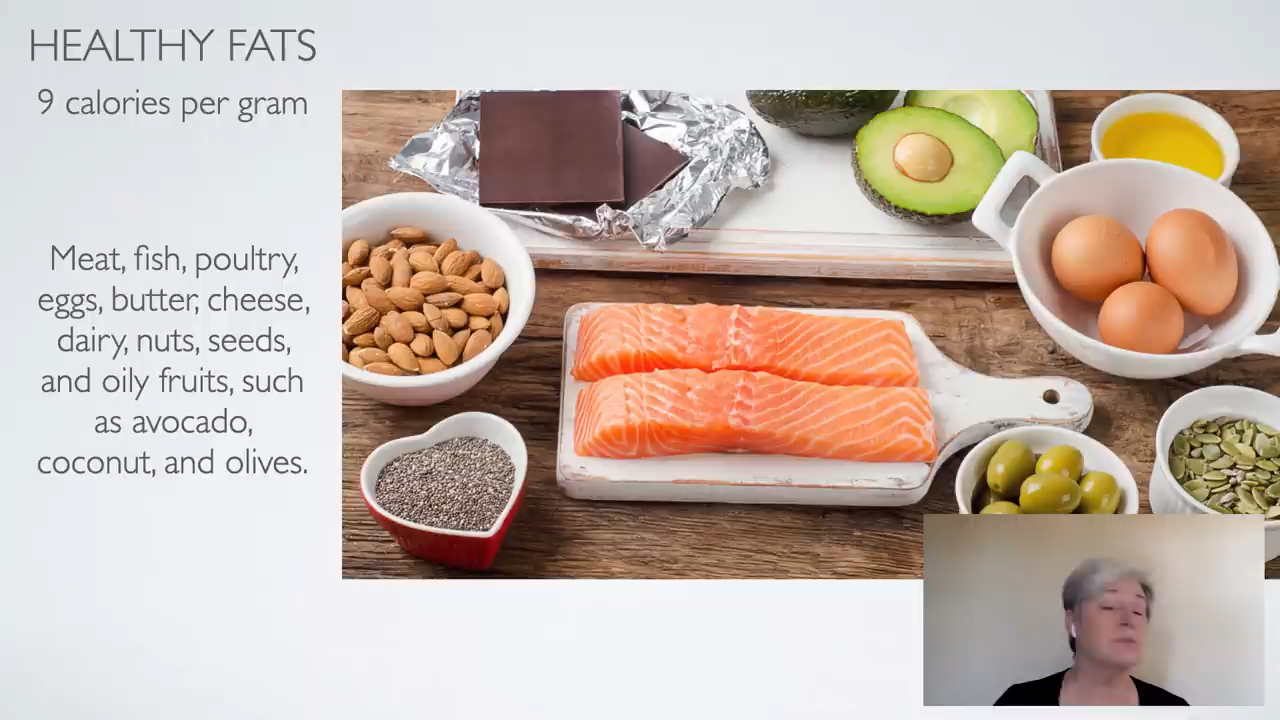 HEALTHY FATS
9 calories per gram
Meat, fish, poultry,
eggs, butter, cheese,
dairy, nuts, seeds,
and oily fruits, such
as avocado,
coconut, and olives.